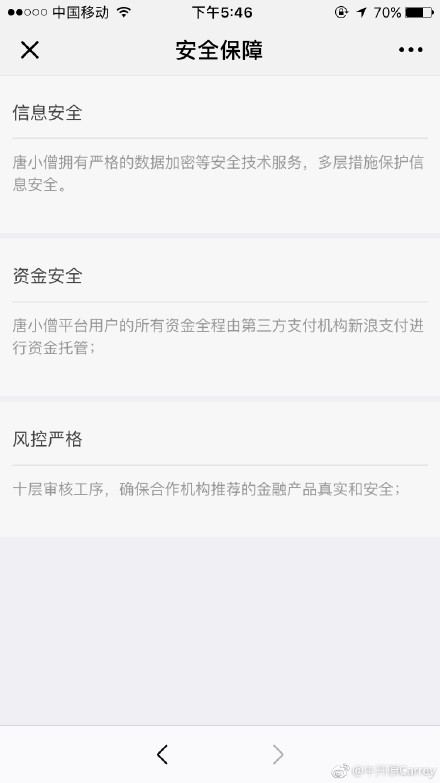 中国移动 下午5:46 70%
安全保障
信息安全
唐小僧拥有严格的数据加密等安全技术服务，多层措施保护信
息安全。
资金安全
唐小僧平台用户的所有资金全程由第三方支付机构新浪支付进
行资金托管；
风控严格
十层审核工序，确保合作机构推荐的金融产品真实和安全；
Carrey